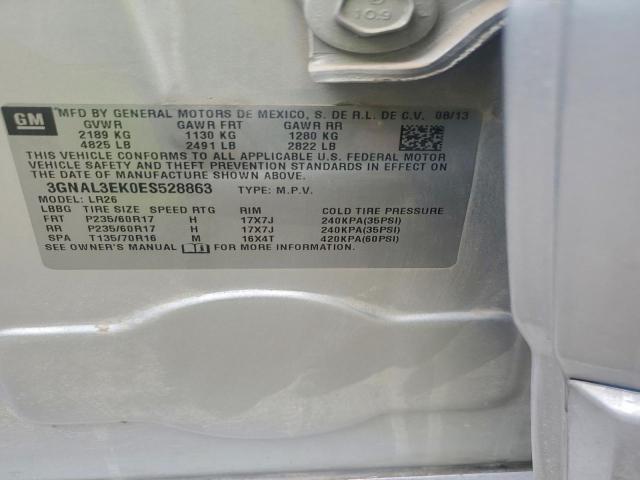 10.9
GM
MFD BY GENERAL MOTORS DE MEXICO, S. DE R.L. DE C.V. 08/13
GVWR GAWR FRT GAWR RR
2189 KG 1130 KG 1280 KG
4825 LB 2491 LB 2822 LB
THIS VEHICLE CONFORMS TO ALL APPLICABLE U.S. FEDERAL MOTOR
VEHICLE SAFETY AND THEFT PREVENTION STANDARDS IN EFFECT ON
THE DATE OF MANUFACTURE SHOWN ABOVE.
3GNAL3EK0ES528863 TYPE: M.P.V.
MODEL: LR26
LBBG TIRE SIZE SPEED RTG RIM COLD TIRE PRESSURE
FRT P235/60R17 H 17X7J 240KPA(35PSI)
RR P235/60R17 H 17X7J 240KPA(35PSI)
SPA T135/70R16 M 16X4T 420KPA(60PSI)
SEE OWNER'S MANUAL FOR MORE INFORMATION.